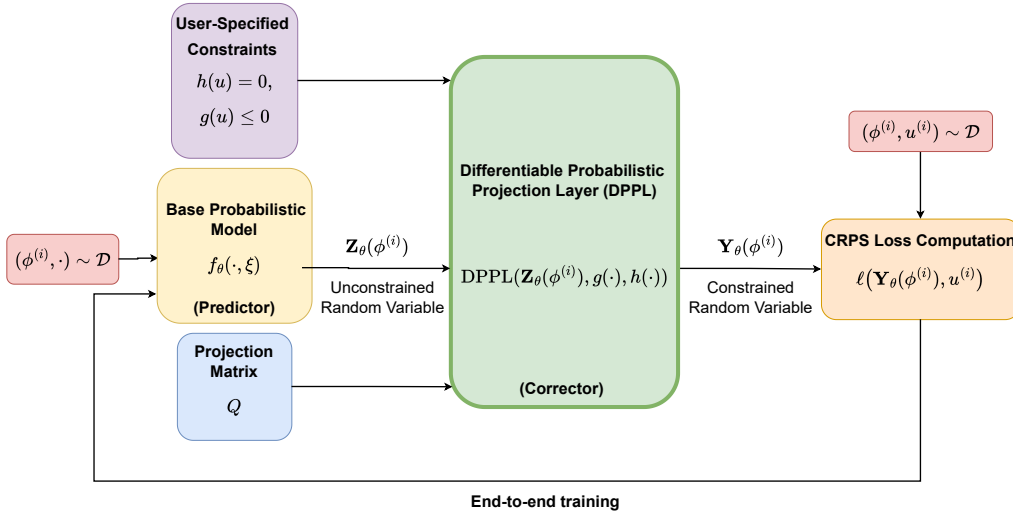 User-Specified
Constraints
h(u) = 0,
g(u) ≤ 0
(ϕ^{(i)}, ·) ∼ 𝒟
Base Probabilistic
Model
f_θ(·, ξ)
(Predictor)
Projection
Matrix
Q
𝐙_θ(ϕ^{(i)})
Unconstrained
Random Variable
Differentiable Probabilistic
Projection Layer (DPPL)
DPPL(𝐙_θ(ϕ^{(i)}), g(·), h(·))
(Corrector)
𝐘_θ(ϕ^{(i)})
Constrained
Random Variable
(ϕ^{(i)}, u^{(i)}) ∼ 𝒟
CRPS Loss Computation
ℓ(𝐘_θ(ϕ^{(i)}), u^{(i)})
End-to-end training